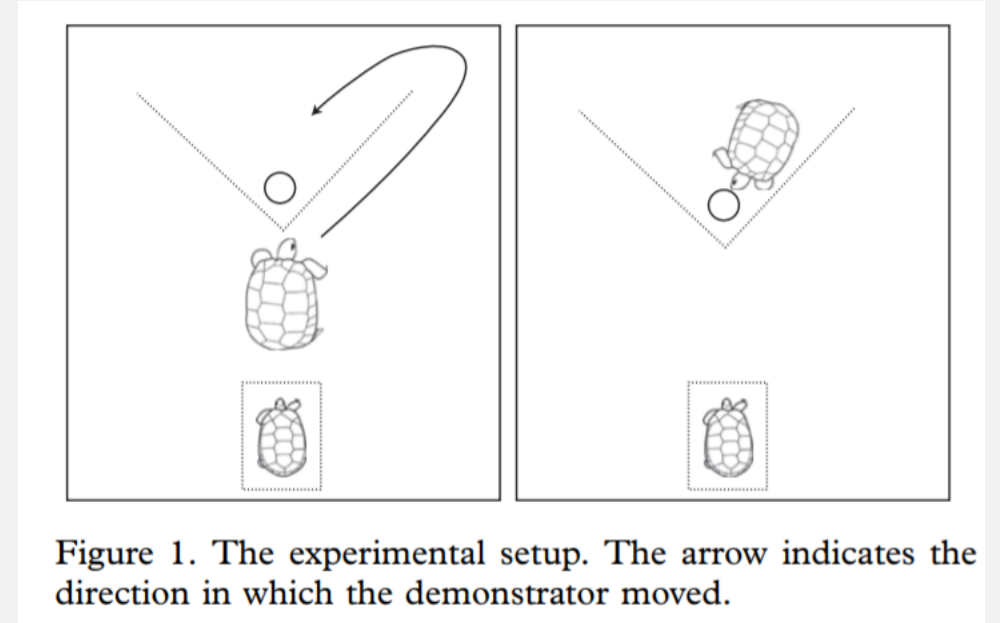 Figure 1. The experimental setup. The arrow indicates the
direction in which the demonstrator moved.